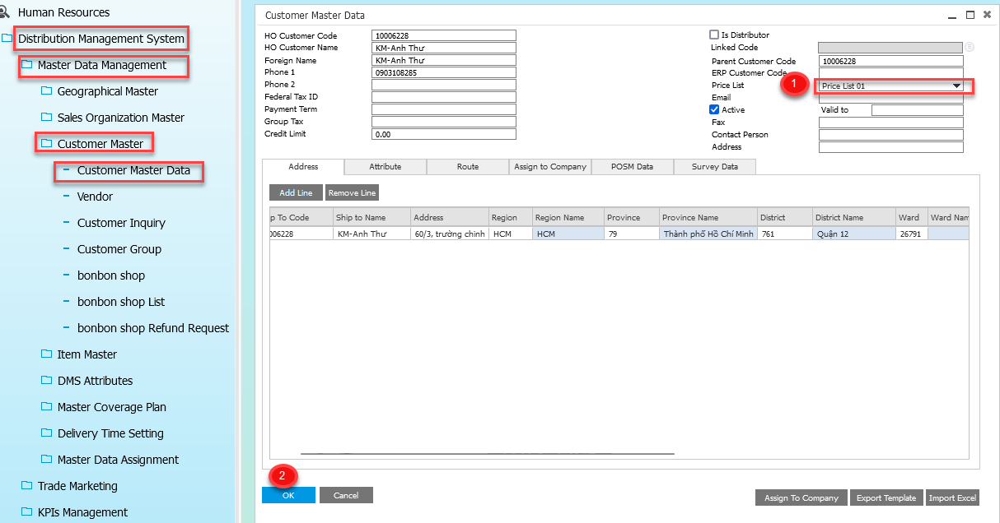 Human Resources
Distribution Management System
Master Data Management
Geographical Master
Sales Organization Master
Customer Master
Customer Master Data
Vendor
Customer Inquiry
Customer Group
bonbon shop
bonbon shop List
bonbon shop Refund Request
Item Master
DMS Attributes
Master Coverage Plan
Delivery Time Setting
Master Data Assignment
Trade Marketing
KPIs Management
Customer Master Data
HO Customer Code 10006228
HO Customer Name KM-Anh Thư
Foreign Name KM-Anh Thư
Phone 1 0903108285
Phone 2
Federal Tax ID
Payment Term
Group Tax
Credit Limit 0.00
Is Distributor
Linked Code
Parent Customer Code 10006228
ERP Customer Code
1 Price List Price List 01
Email
Active Valid to
Fax
Contact Person
Address
Address Attribute Route Assign to Company POSM Data Survey Data
Add Line Remove Line
p To Code Ship to Name Address Region Region Name Province Province Name District District Name Ward Ward Nam
006228 KM-Anh Thư 60/3, trường chinh HCM HCM 79 Thành phố Hồ Chí Minh 761 Quận 12 26791
2
OK Cancel Assign To Company Export Template Import Excel